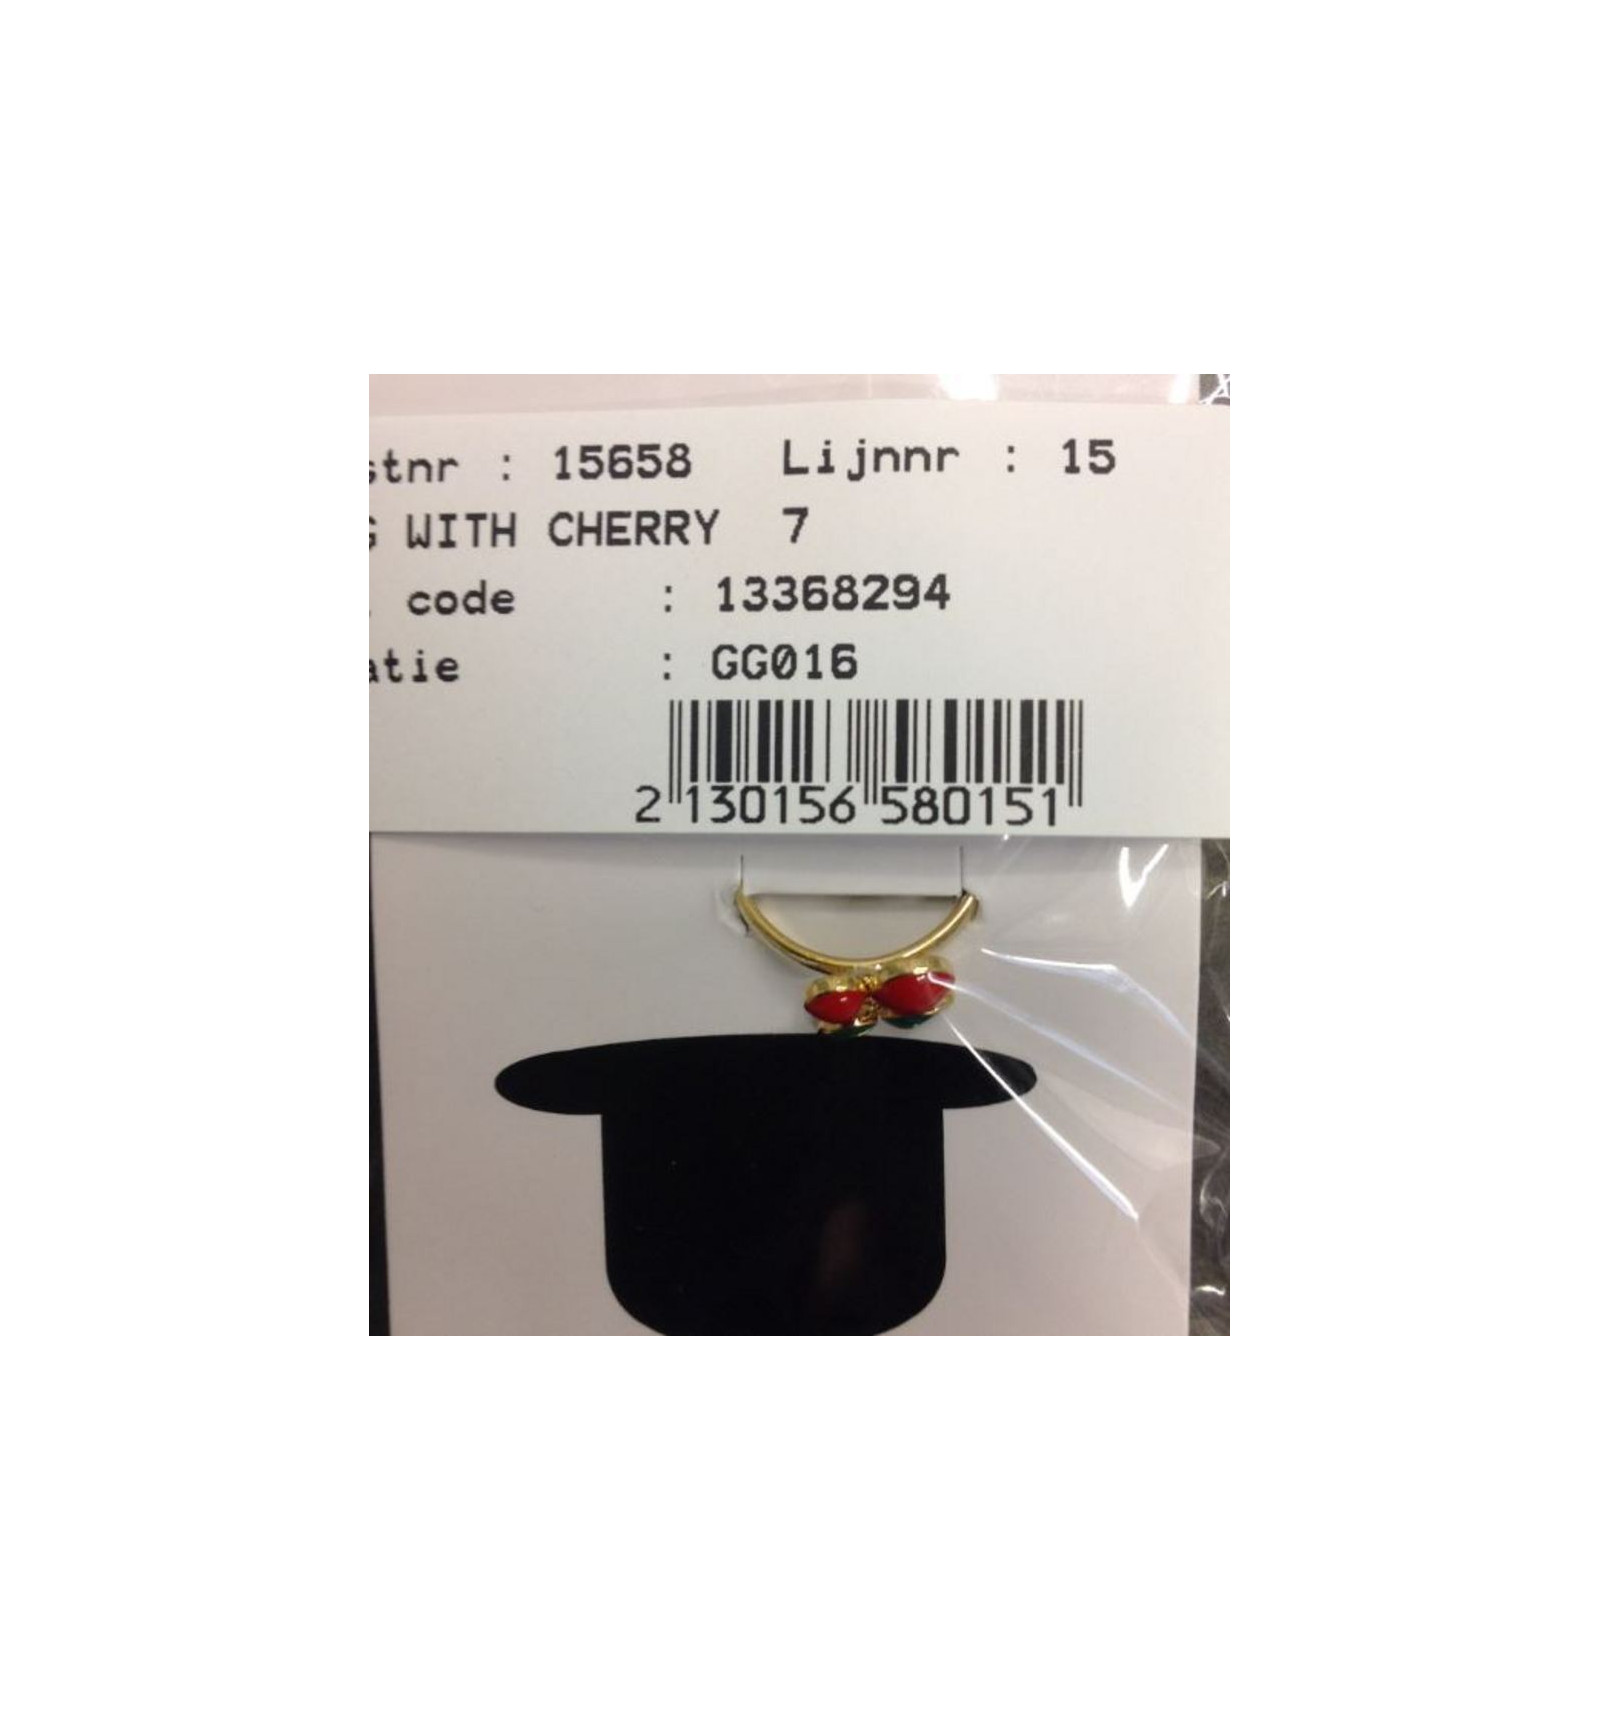 stnr : 15658 Lijnnr : 15
G WITH CHERRY 7
code : 13368294
atie : GG016
2 130156 580151